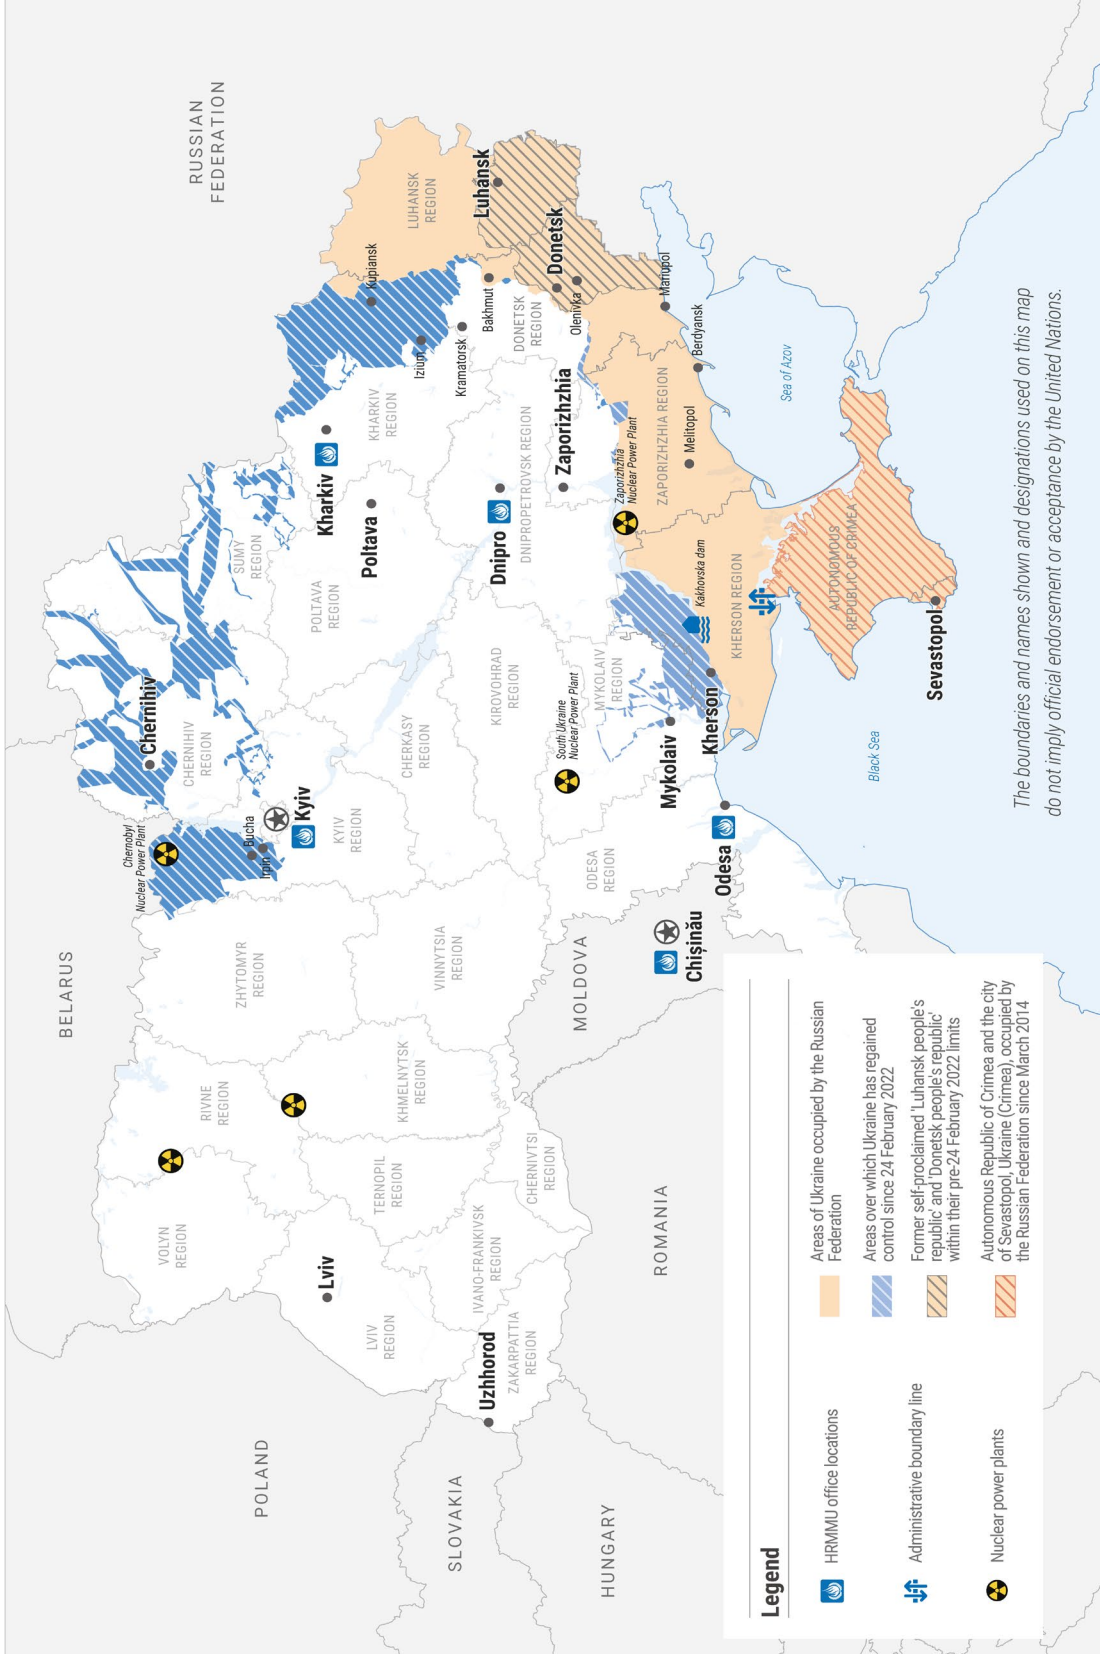 RUSSIAN
FEDERATION
BELARUS
POLAND
SLOVAKIA
HUNGARY
ROMANIA
MOLDOVA
VOLYN
REGION
RIVNE
REGION
ZHYTOMYR
REGION
Chernobyl
Nuclear Power Plant
Bucha
Irpin
Kyiv
KYIV
REGION
Chernihiv
CHERNIHIV
REGION
SUMY
REGION
Lviv
LVIV
REGION
TERNOPIL
REGION
KHMELNYTSK
REGION
VINNYTSIA
REGION
CHERKASY
REGION
POLTAVA
REGION
Poltava
Kharkiv
KHARKIV
REGION
Kupiansk
Izium
Kramatorsk
LUHANSK
REGION
Luhansk
Uzhhorod
ZAKARPATTIA
REGION
IVANO-FRANKIVSK
REGION
CHERNIVTSI
REGION
KIROVOHRAD
REGION
Dnipro
DNIPROPETROVSK REGION
Bakhmut
DONETSK
REGION
Donetsk
Olenivka
Zaporizhzhia
South Ukraine
Nuclear Power Plant
MYKOLAIV
REGION
ODESA
REGION
Zaporizhzhia
Nuclear Power Plant
ZAPORIZHZHIA REGION
Mariupol
Berdyansk
Melitopol
Chișinău
Odesa
Mykolaiv
Kherson
Kakhovska dam
KHERSON REGION
Sea of Azov
AUTONOMOUS
REPUBLIC OF CRIMEA
Sevastopol
Black Sea
Legend
HRMMU office locations
Administrative boundary line
Nuclear power plants
Areas of Ukraine occupied by the Russian
Federation
Areas over which Ukraine has regained
control since 24 February 2022
Former self-proclaimed 'Luhansk people's
republic' and 'Donetsk people's republic'
within their pre-24 February 2022 limits
Autonomous Republic of Crimea and the city
of Sevastopol, Ukraine (Crimea), occupied by
the Russian Federation since March 2014
The boundaries and names shown and designations used on this map
do not imply official endorsement or acceptance by the United Nations.